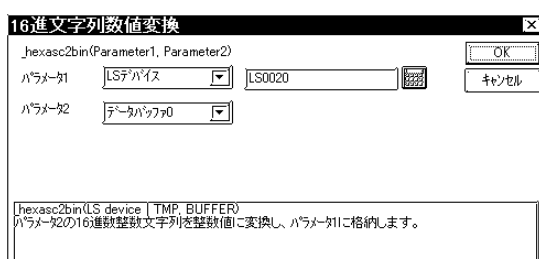 16進文字列数値変換
_hexasc2bin(Parameter1, Parameter2)
OK
ﾊﾟﾗﾒｰﾀ1 LSﾃﾞﾊﾞｲｽ LS0020
ｷｬﾝｾﾙ
ﾊﾟﾗﾒｰﾀ2 ﾃﾞｰﾀﾊﾞｯﾌｧ0
_hexasc2bin(LS device | TMP, BUFFER)
ﾊﾟﾗﾒｰﾀ2の16進数整数文字列を整数値に変換し、ﾊﾟﾗﾒｰﾀ1に格納します。